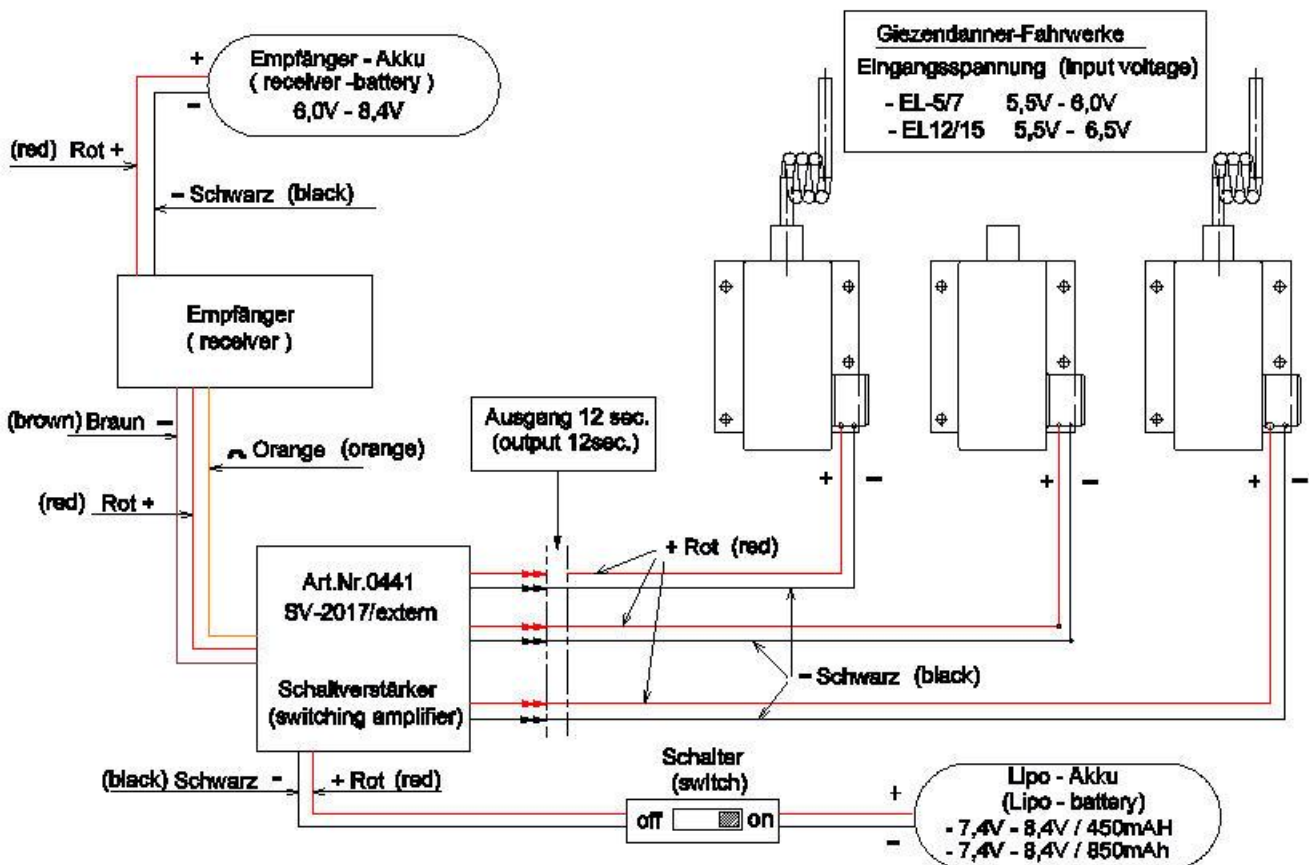 +
Empfänger - Akku
( receiver -battery )
6,0V - 8,4V
−
(red) Rot +
− Schwarz (black)
Empfänger
( receiver )
(brown) Braun −
Orange (orange)
(red) Rot +
Giezendanner-Fahrwerke
Eingangsspannung (input voltage)
- EL-5/7 5,5V - 6,0V
- EL12/15 5,5V - 6,5V
Ausgang 12 sec.
(output 12sec.)
+ −
+ −
+ −
+ Rot (red)
Art.Nr.0441
SV-2017/extern
Schaltverstärker
(switching amplifier)
− Schwarz (black)
(black) Schwarz -
+ Rot (red)
Schalter
(switch)
off on
+
−
Lipo - Akku
(Lipo - battery)
- 7,4V - 8,4V / 450mAH
- 7,4V - 8,4V / 850mAh